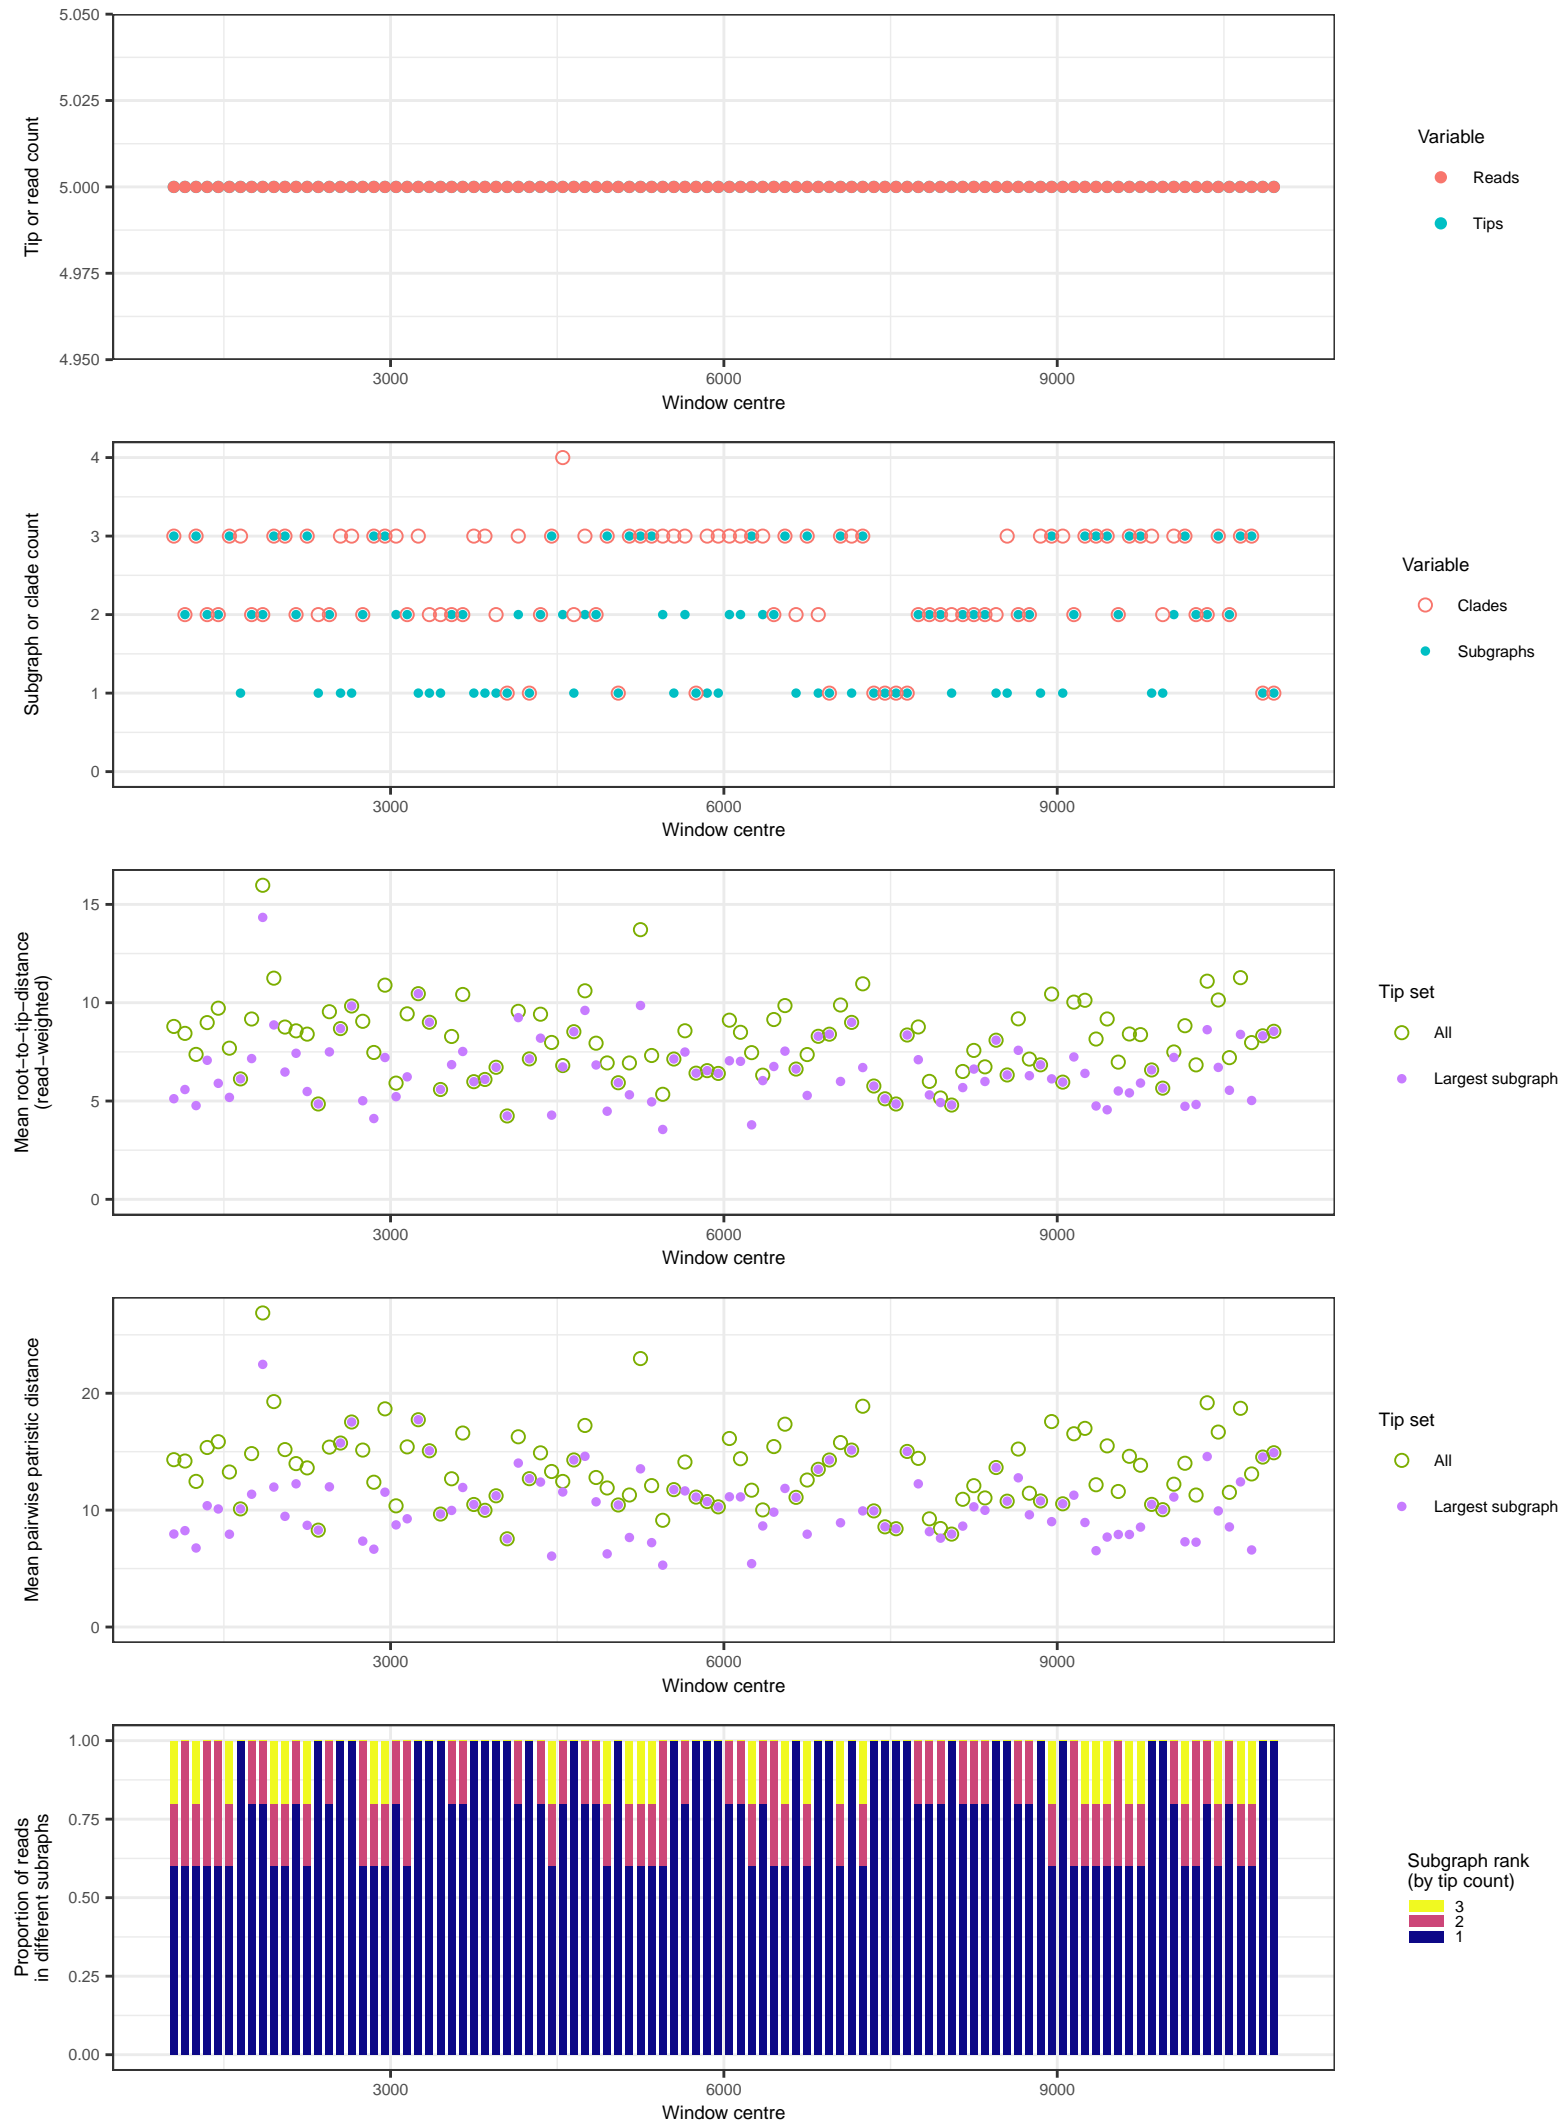 5.050
5.025
5.000
4.975
4.950
Tip or read count
3000
6000
9000
Window centre
Variable
Reads
Tips
4
3
2
1
0
Subgraph or clade count
3000
6000
9000
Window centre
Variable
Clades
Subgraphs
15
10
5
0
Mean root−to−tip−distance
(read−weighted)
3000
6000
9000
Window centre
Tip set
All
Largest subgraph
20
10
0
Mean pairwise patristic distance
3000
6000
9000
Window centre
Tip set
All
Largest subgraph
1.00
0.75
0.50
0.25
0.00
Proportion of reads
in different subraphs
3000
6000
9000
Window centre
Subgraph rank
(by tip count)
3
2
1